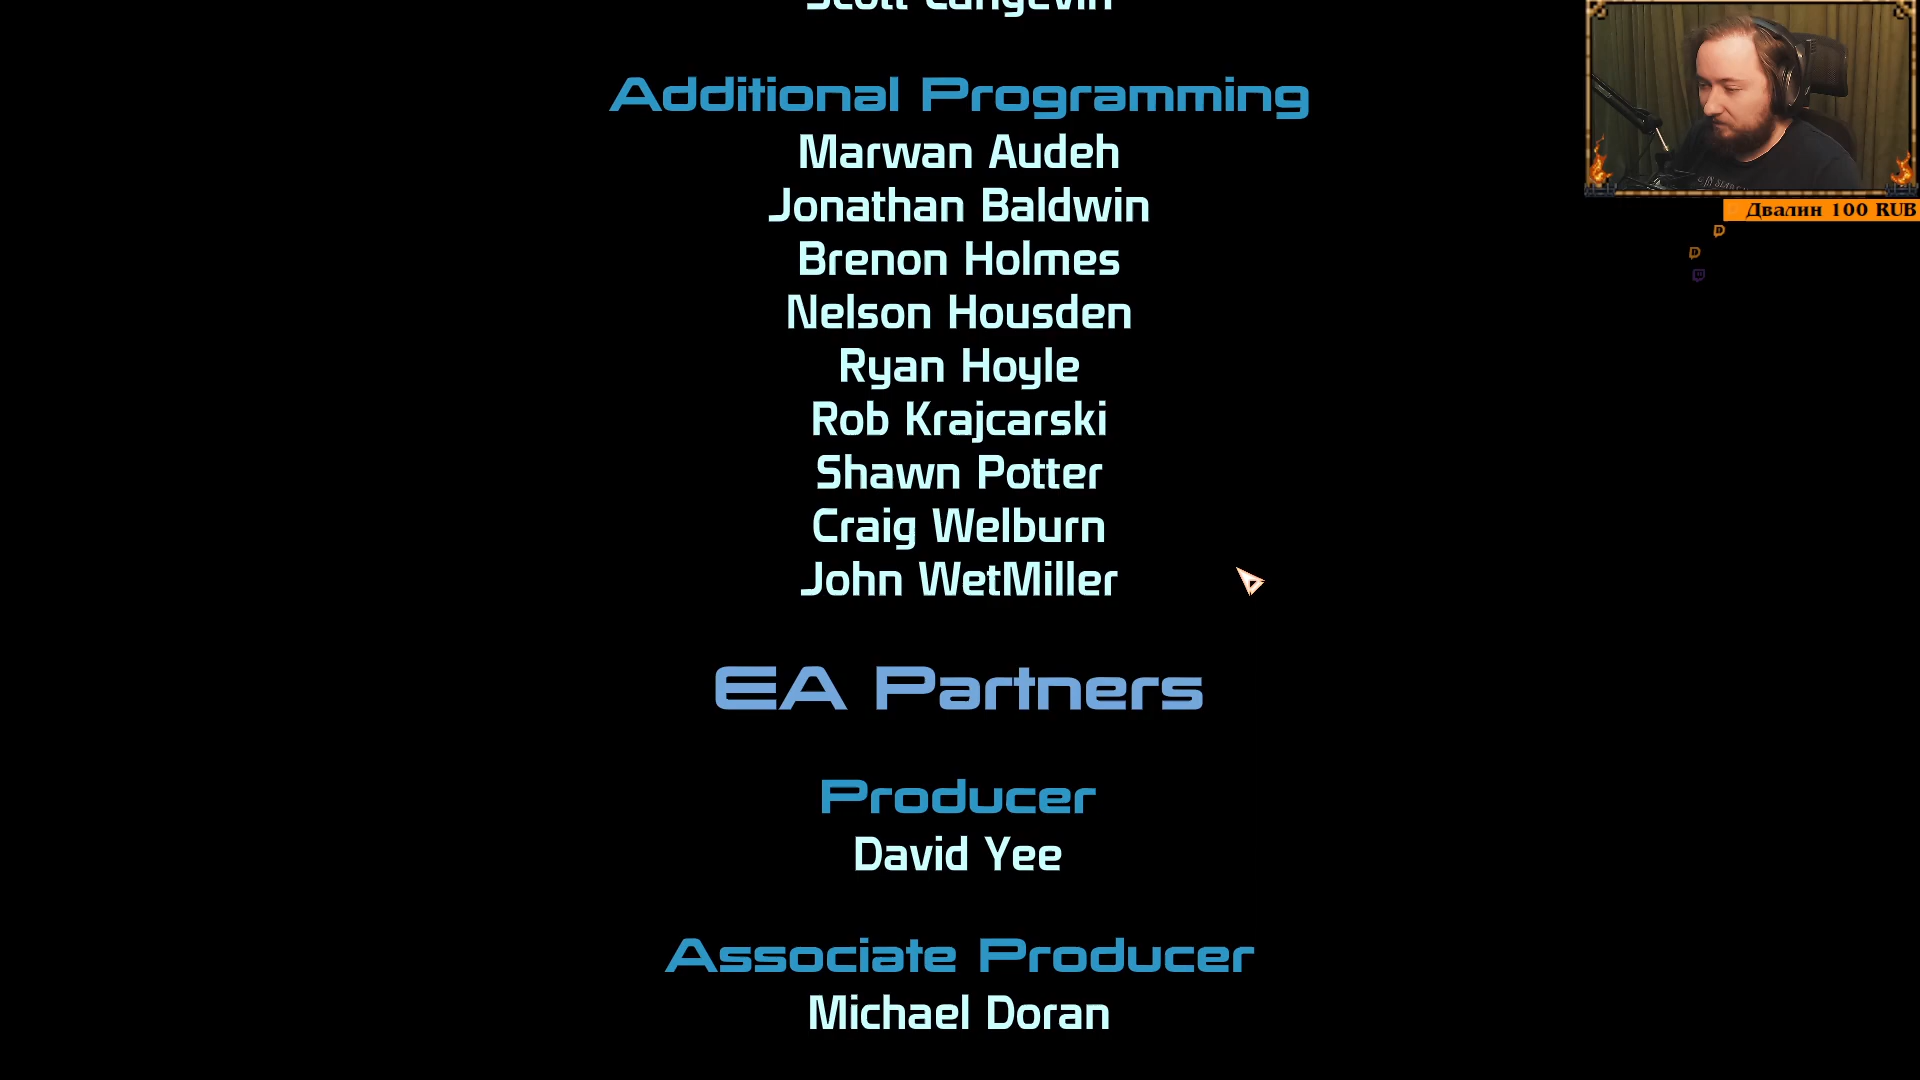 Additional Programming
Marwan Audeh
Jonathan Baldwin
Brenon Holmes
Nelson Housden
Ryan Hoyle
Rob Krajcarski
Shawn Potter
Craig Welburn
John WetMiller
EA Partners
Producer
David Yee
Associate Producer
Michael Doran
Двалин 100 RUB